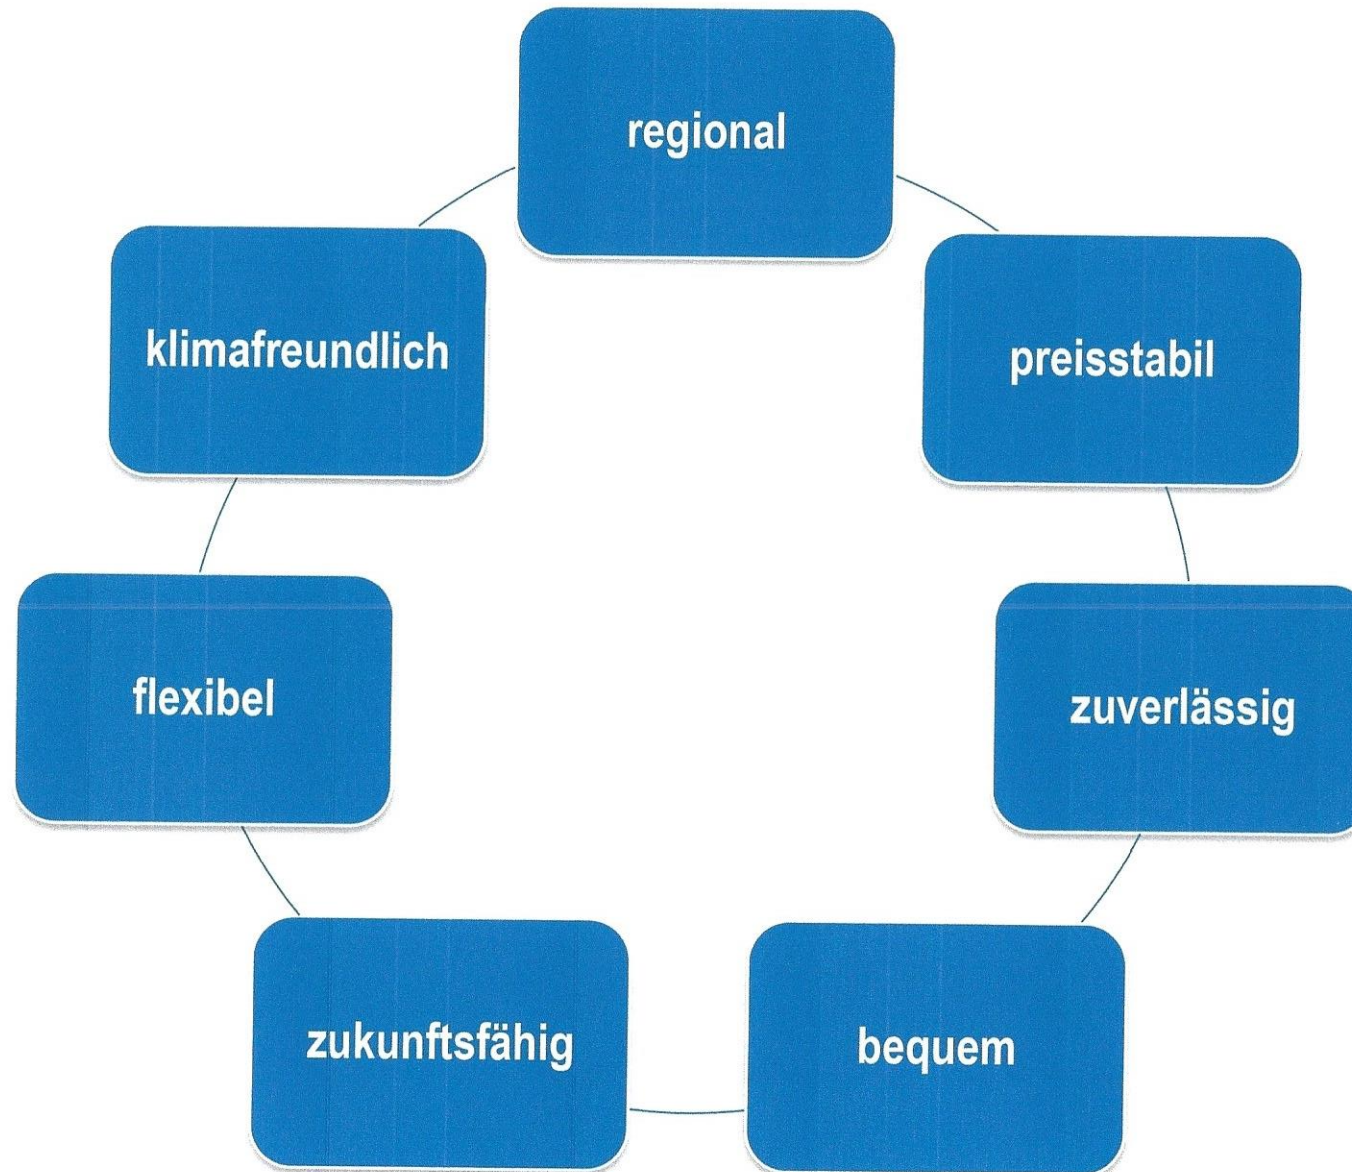 regional
preisstabil
zuverlässig
bequem
zukunftsfähig
flexibel
klimafreundlich